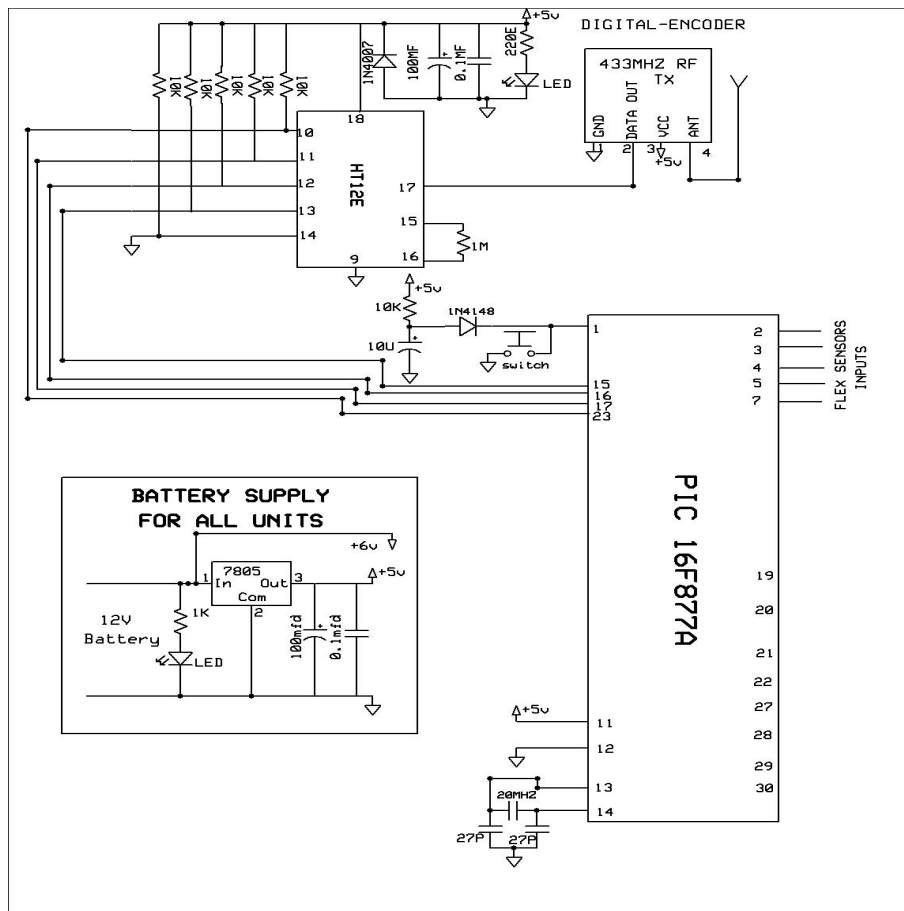 +5v
DIGITAL-ENCODER
10K
10K
10K
10K
10K
1N4007
100MF
0.1MF
220E
LED
433MHZ RF
TX
GND
DATA OUT
VCC
ANT
1
2
3
4
+5v
18
10
11
12
13
14
HT12E
17
15
16
9
1M
+5v
10K
1N4148
10U
switch
1
15
16
17
23
2
3
4
5
7
FLEX SENSORS
INPUTS
PIC 16F877A
19
20
21
22
27
28
29
30
11
12
13
14
+5v
20MHZ
27P
27P
BATTERY SUPPLY
FOR ALL UNITS
+6v
7805
1
In
Out
3
Com
2
+5v
1K
12V
Battery
LED
100mfd
0.1mfd